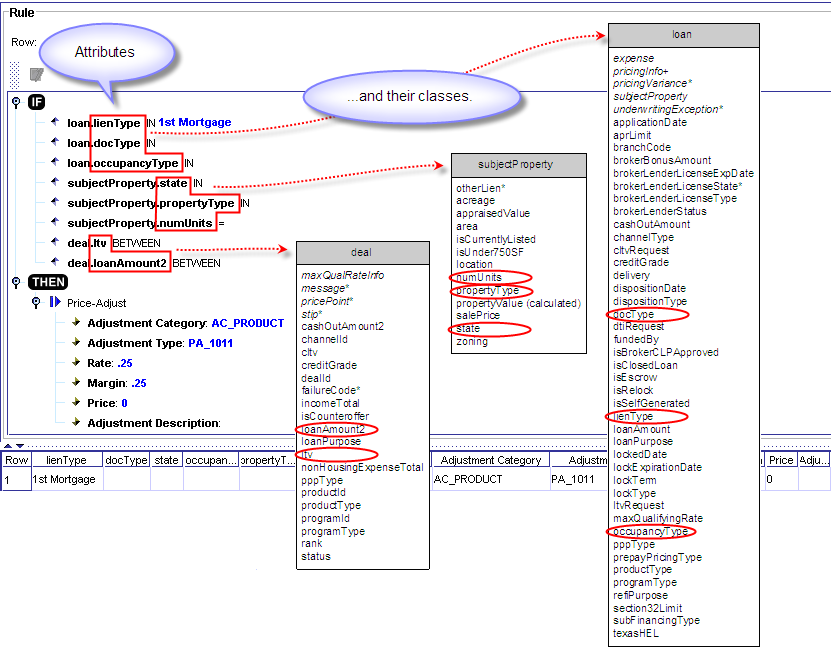 Rule
Row:
Attributes
...and their classes.
IF
loan.lienType IN 1st Mortgage
loan.docType IN
loan.occupancyType IN
subjectProperty.state IN
subjectProperty.propertyType IN
subjectProperty.numUnits =
deal.ltv BETWEEN
deal.loanAmount2 BETWEEN
THEN
Price-Adjust
Adjustment Category: AC_PRODUCT
Adjustment Type: PA_1011
Rate: .25
Margin: .25
Price: 0
Adjustment Description:
deal
maxQualRateInfo
message*
pricePoint*
stip*
cashOutAmount2
channelId
cltv
creditGrade
dealId
failureCode*
incomeTotal
isCounteroffer
loanAmount2
loanPurpose
ltv
nonHousingExpenseTotal
pppType
productId
productType
programId
programType
rank
status
subjectProperty
otherLien*
acreage
appraisedValue
area
isCurrentlyListed
isUnder750SF
location
numUnits
propertyType
propertyValue (calculated)
salePrice
state
zoning
loan
expense
pricingInfo+
pricingVariance*
subjectProperty
underwritingException*
applicationDate
aprLimit
branchCode
brokerBonusAmount
brokerLenderLicenseExpDate
brokerLenderLicenseState*
brokerLenderLicenseType
brokerLenderStatus
cashOutAmount
channelType
cltvRequest
creditGrade
delivery
dispositionDate
dispositionType
docType
dtiRequest
fundedBy
isBrokerCLPApproved
isClosedLoan
isEscrow
isRelock
isSelfGenerated
lienType
loanAmount
loanPurpose
lockedDate
lockExpirationDate
lockTerm
lockType
ltvRequest
maxQualifyingRate
occupancyType
pppType
prepayPricingType
productType
programType
refiPurpose
section32Limit
subFinancingType
texasHEL
Row lienType docType state occupan... propertyT... Adjustment Category Adjustm Price Adju...
1 1st Mortgage AC_PRODUCT PA_1011 0